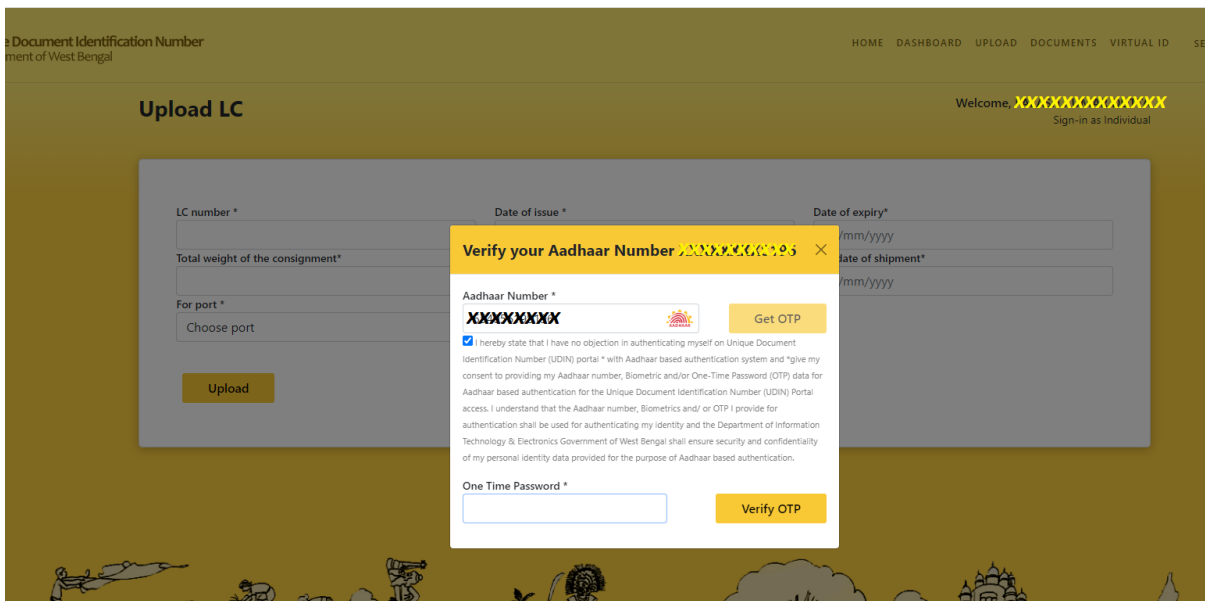 e Document Identification Number
ment of West Bengal
HOME DASHBOARD UPLOAD DOCUMENTS VIRTUAL ID SE
Upload LC
Welcome, XXXXXXXXXXXXXX
Sign-in as Individual
LC number *
Date of issue *
Date of expiry*
/mm/yyyy
Total weight of the consignment*
date of shipment*
/mm/yyyy
For port *
Choose port
Upload
Verify your Aadhaar Number
Aadhaar Number *
XXXXXXXX
AADHAAR
Get OTP
I hereby state that I have no objection in authenticating myself on Unique Document
Identification Number (UDIN) portal * with Aadhaar based authentication system and *give my
consent to providing my Aadhaar number, Biometric and/or One-Time Password (OTP) data for
Aadhaar based authentication for the Unique Document Identification Number (UDIN) Portal
access. I understand that the Aadhaar number, Biometrics and/ or OTP I provide for
authentication shall be used for authenticating my identity and the Department of Information
Technology & Electronics Government of West Bengal shall ensure security and confidentiality
of my personal identity data provided for the purpose of Aadhaar based authentication.
One Time Password *
Verify OTP